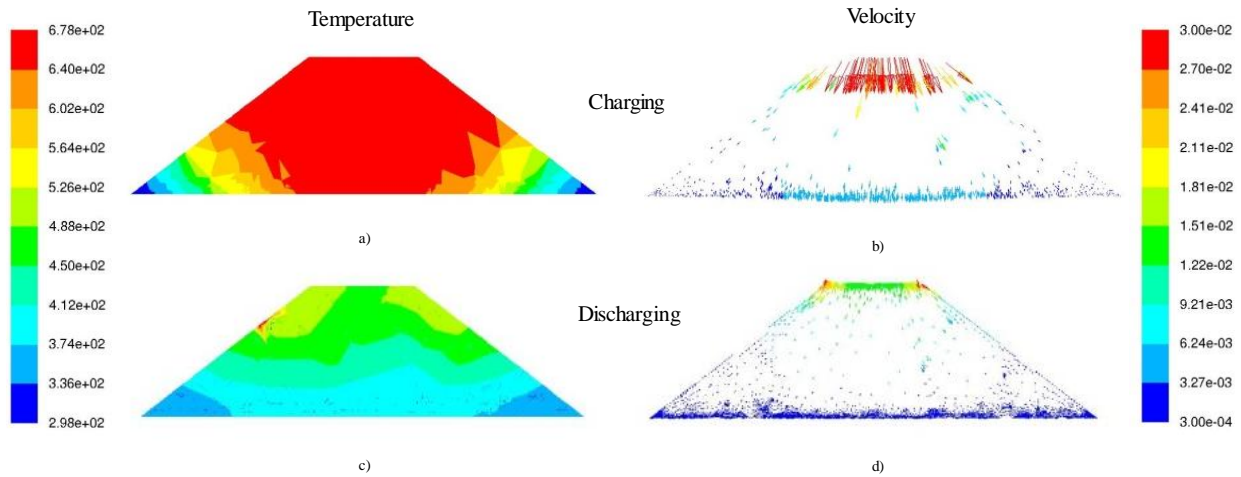 Temperature
Velocity
6.78e+02
6.40e+02
6.02e+02
5.64e+02
5.26e+02
4.88e+02
4.50e+02
4.12e+02
3.74e+02
3.36e+02
2.98e+02
Charging
a)
b)
Discharging
c)
d)
3.00e-02
2.70e-02
2.41e-02
2.11e-02
1.81e-02
1.51e-02
1.22e-02
9.21e-03
6.24e-03
3.27e-03
3.00e-04